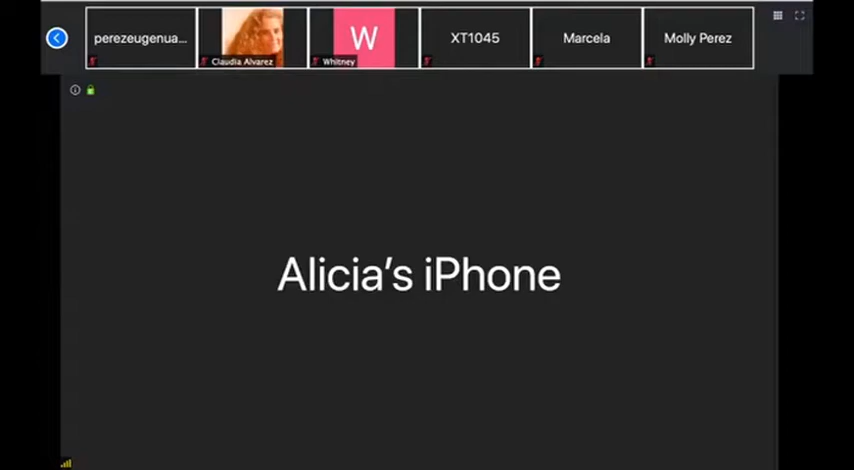 perezeugenua...
W
XT1045
Marcela
Molly Perez
Claudia Alvarez
Whitney
Alicia's iPhone